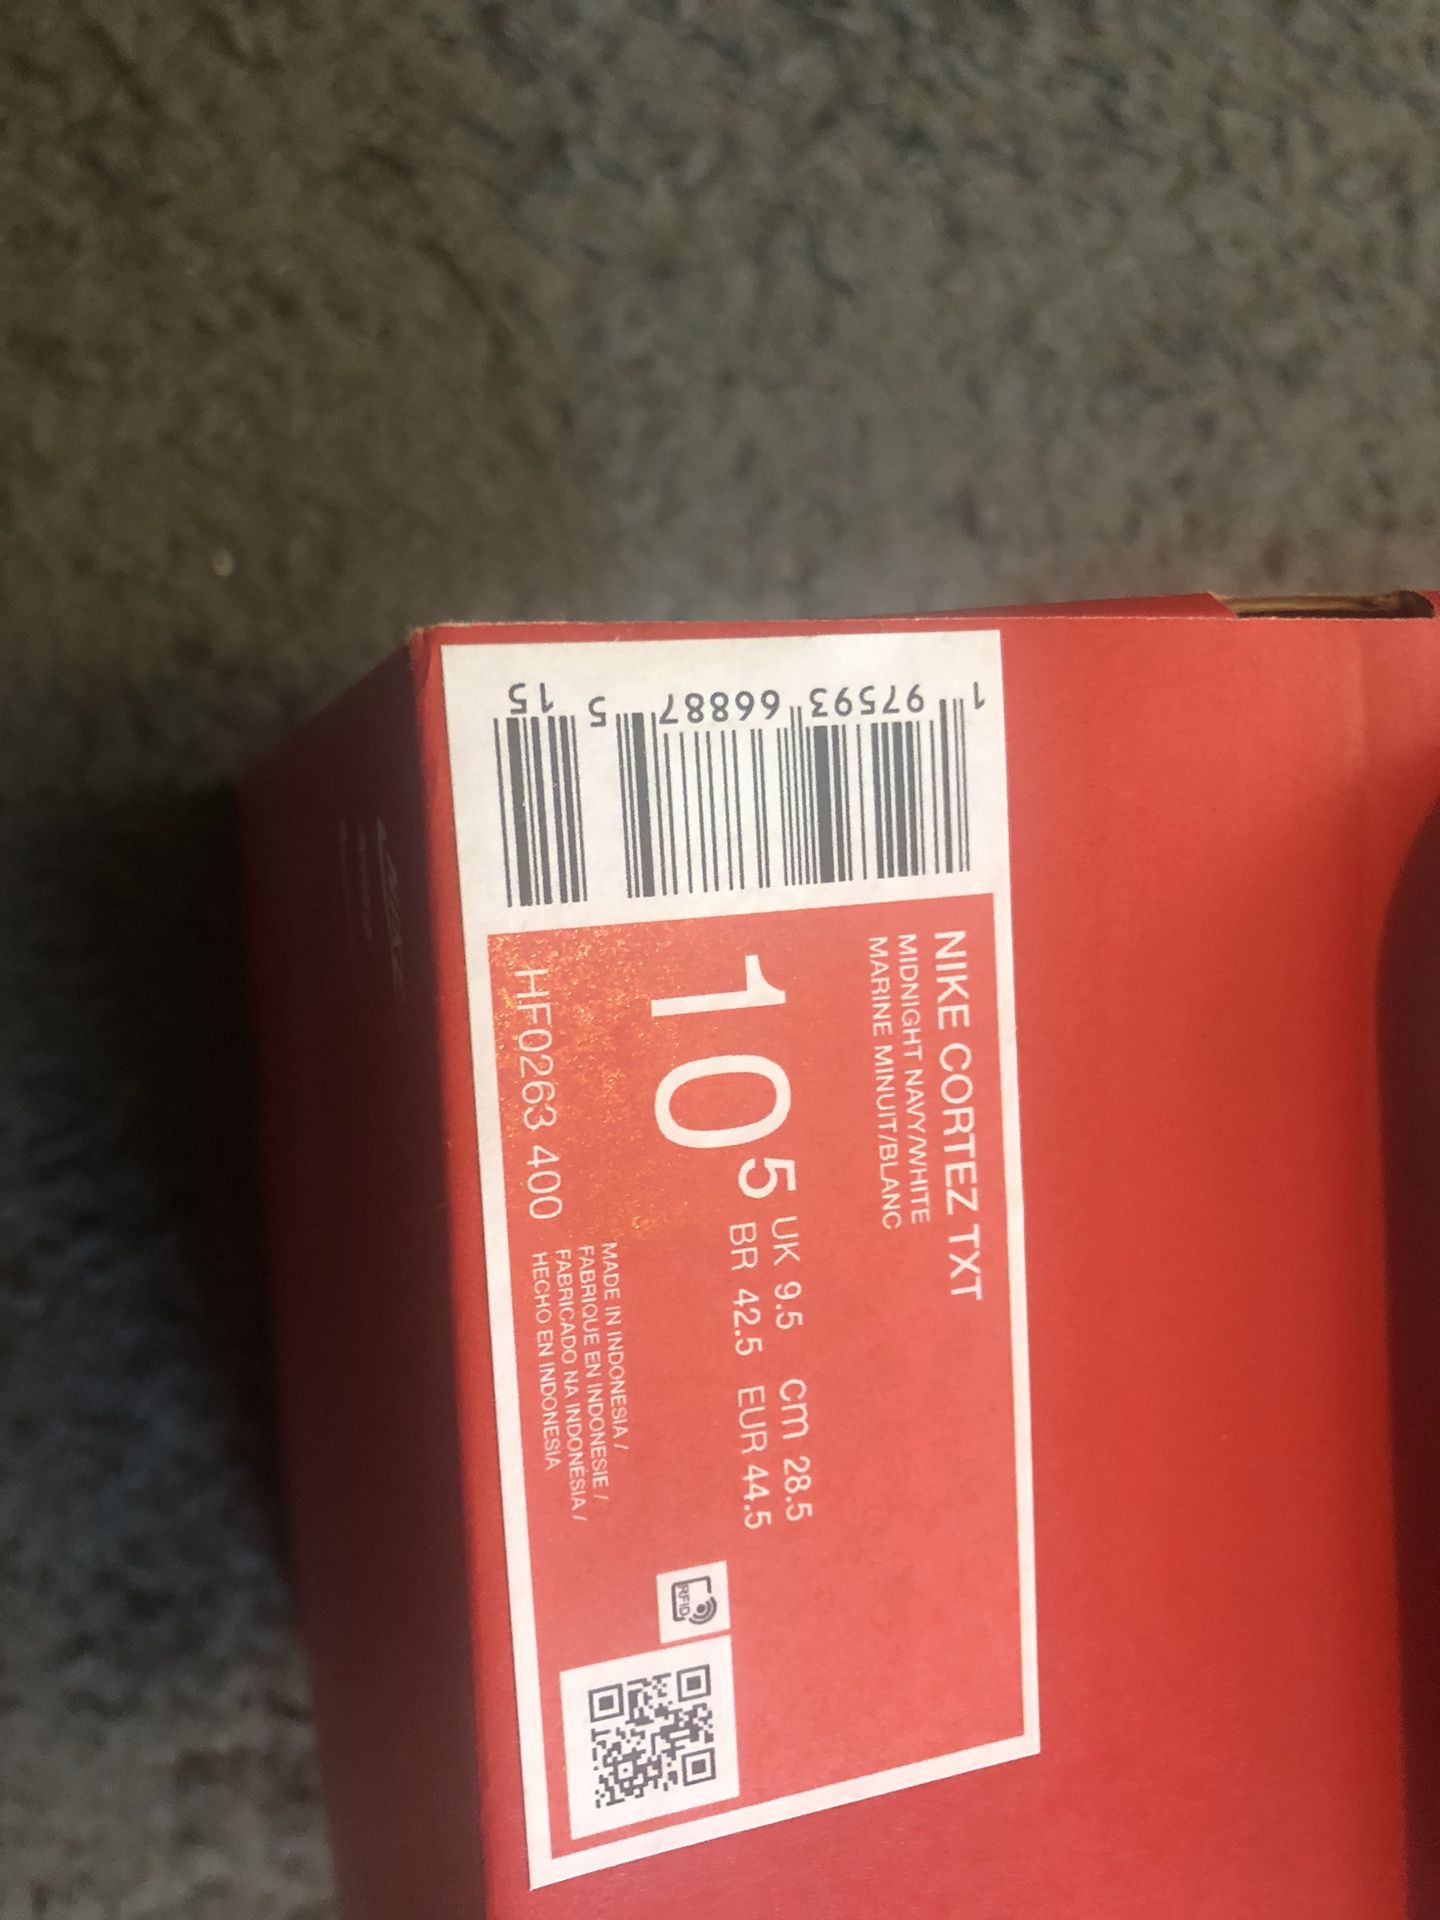 NIKE CORTEZ TXT
MIDNIGHT NAVY/WHITE
MARINE MINUIT/BLANC
10 5 UK 9.5 cm 28.5
BR 42.5 EUR 44.5
MADE IN INDONESIA /
FABRIQUE EN INDONESIE /
FABRICADO NA INDONÉSIA /
HECHO EN INDONESIA
HF0263 400
RFID
1 97593 66887 5 15